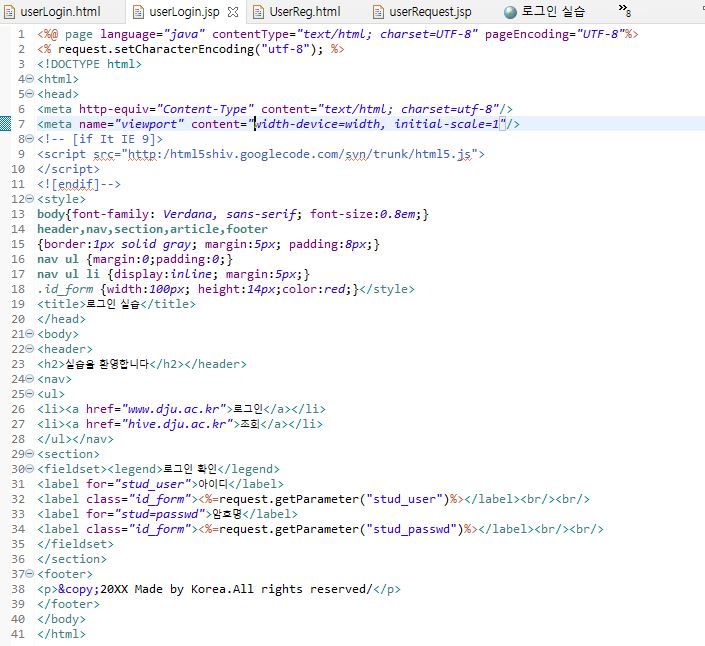 userLogin.html userLogin.jsp UserReg.html userRequest.jsp 로그인 실습 »8
1 <%@ page language="java" contentType="text/html; charset=UTF-8" pageEncoding="UTF-8"%>
2 <% request.setCharacterEncoding("utf-8"); %>
3 <!DOCTYPE html>
4 <html>
5 <head>
6 <meta http-equiv="Content-Type" content="text/html; charset=utf-8"/>
7 <meta name="viewport" content="width-device=width, initial-scale=1"/>
8 <!-- [if It IE 9]>
9 <script src="http:/html5shiv.googlecode.com/svn/trunk/html5.js">
10 </script>
11 <![endif]-->
12 <style>
13 body{font-family: Verdana, sans-serif; font-size:0.8em;}
14 header,nav,section,article,footer
15 {border:1px solid gray; margin:5px; padding:8px;}
16 nav ul {margin:0;padding:0;}
17 nav ul li {display:inline; margin:5px;}
18 .id_form {width:100px; height:14px;color:red;}</style>
19 <title>로그인 실습</title>
20 </head>
21 <body>
22 <header>
23 <h2>실습을 환영합니다</h2></header>
24 <nav>
25 <ul>
26 <li><a href="www.dju.ac.kr">로그인</a></li>
27 <li><a href="hive.dju.ac.kr">조회</a></li>
28 </ul></nav>
29 <section>
30 <fieldset><legend>로그인 확인</legend>
31 <label for="stud_user">아이디</label>
32 <label class="id_form"><%=request.getParameter("stud_user")%></label><br/><br/>
33 <label for="stud=passwd">암호명</label>
34 <label class="id_form"><%=request.getParameter("stud_passwd")%></label><br/><br/>
35 </fieldset>
36 </section>
37 <footer>
38 <p>&copy;20XX Made by Korea.All rights reserved/</p>
39 </footer>
40 </body>
41 </html>